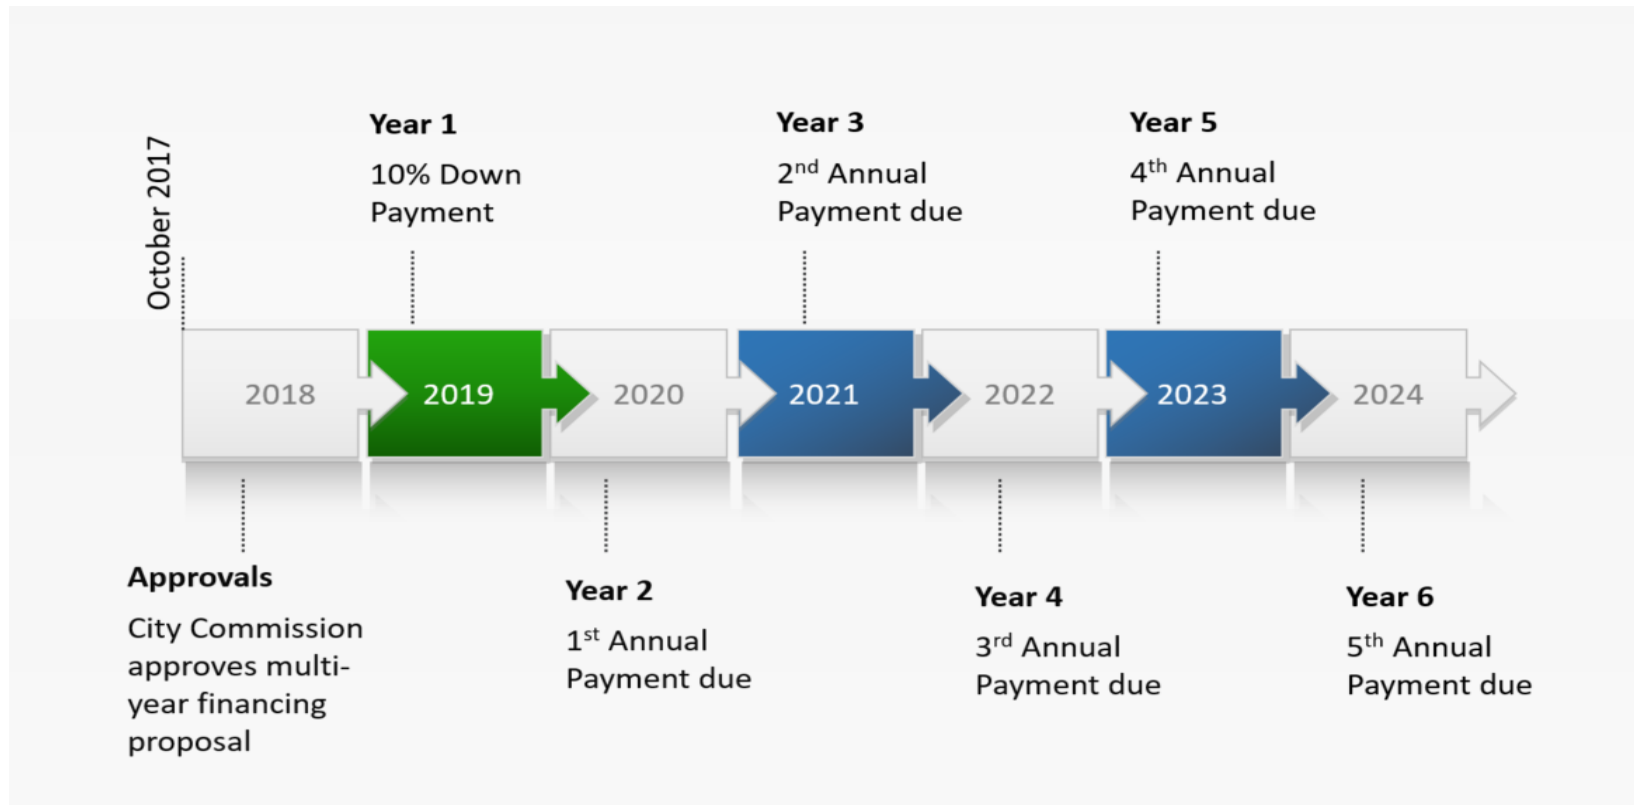 October 2017
Year 1
10% Down
Payment
Year 3
2nd Annual
Payment due
Year 5
4th Annual
Payment due
2018
2019
2020
2021
2022
2023
2024
Approvals
City Commission
approves multi-
year financing
proposal
Year 2
1st Annual
Payment due
Year 4
3rd Annual
Payment due
Year 6
5th Annual
Payment due